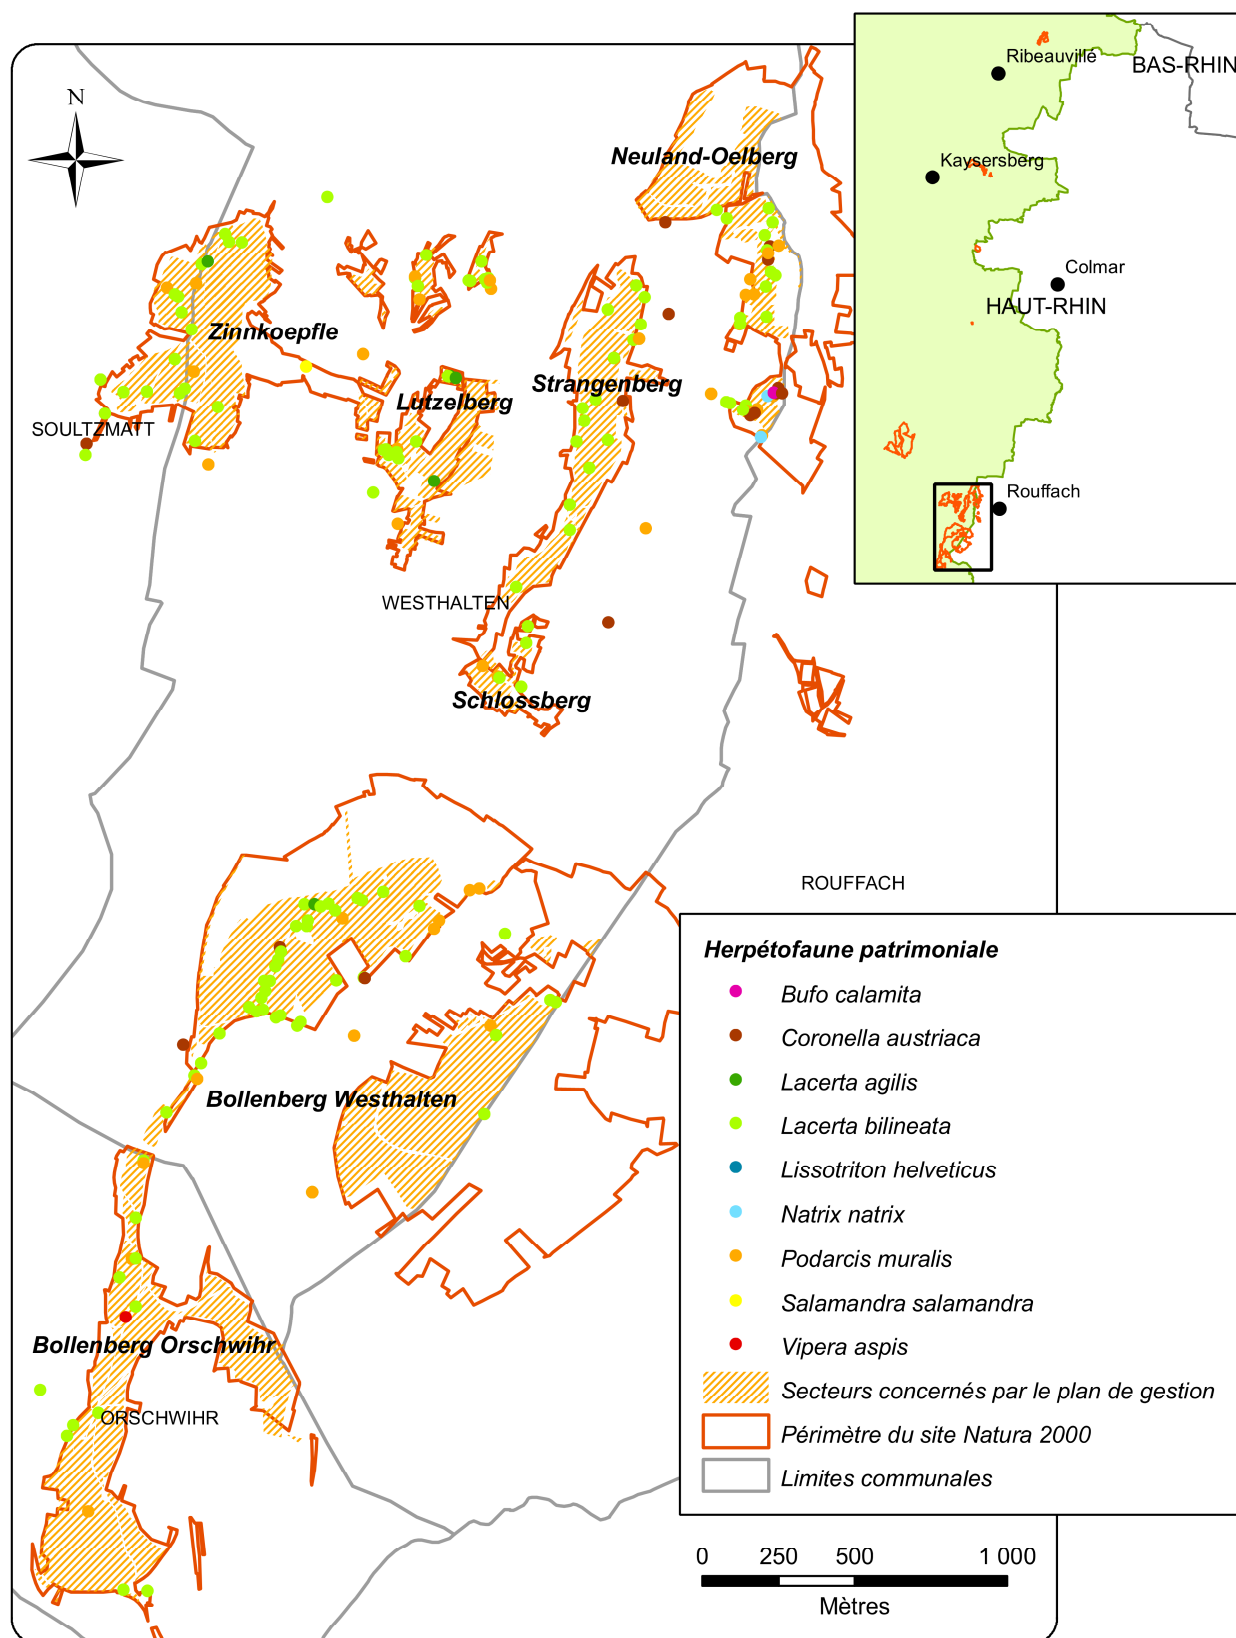 N
Ribeauvillé
BAS-RHIN
Neuland-Oelberg
Kaysersberg
Colmar
HAUT-RHIN
Zinnkoepfle
Strangenberg
Lutzelberg
SOULTZMATT
Rouffach
WESTHALTEN
Schlossberg
ROUFFACH
Herpétofaune patrimoniale
Bufo calamita
Coronella austriaca
Lacerta agilis
Lacerta bilineata
Lissotriton helveticus
Natrix natrix
Podarcis muralis
Salamandra salamandra
Vipera aspis
Secteurs concernés par le plan de gestion
Périmètre du site Natura 2000
Limites communales
Bollenberg Westhalten
Bollenberg Orschwihr
ORSCHWIHR
0 250 500 1 000
Mètres